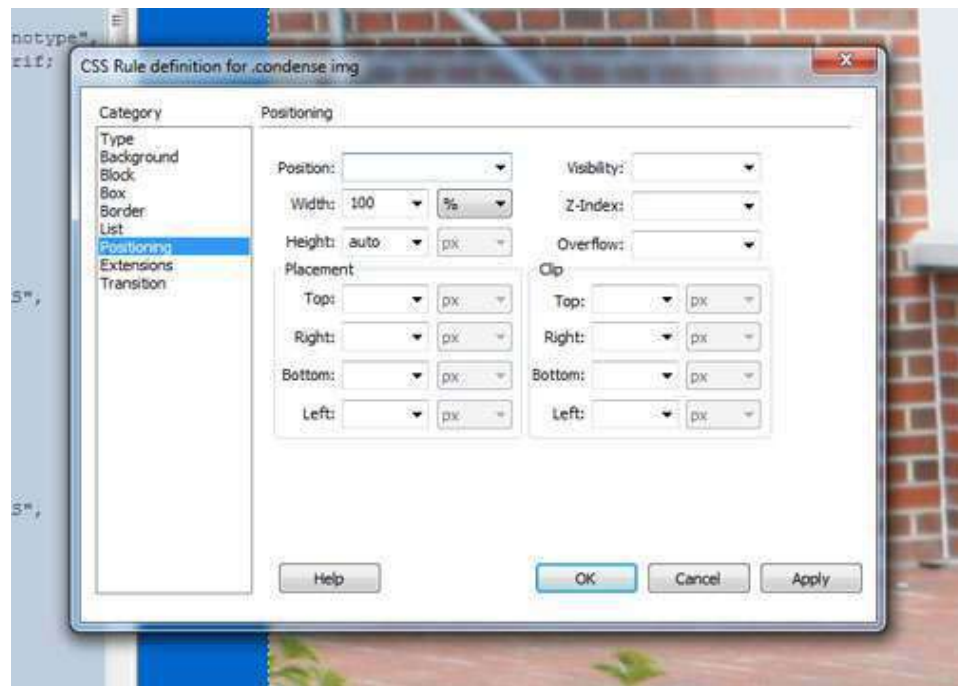 notype",
rif;
CSS Rule definition for .condense img
Category
Type
Background
Block
Box
Border
List
Positioning
Extensions
Transition
Positioning
Position:
Visibility:
Width: 100 %
Z-Index:
Height: auto px
Overflow:
Placement
Clip
Top: px
Top: px
Right: px
Right: px
Bottom: px
Bottom: px
Left: px
Left: px
S",
S",
Help
OK
Cancel
Apply